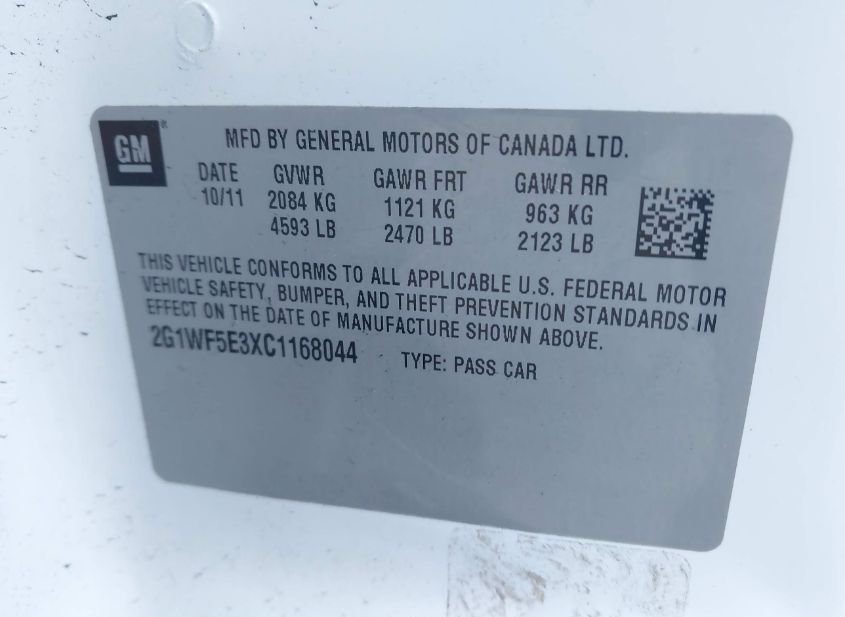 GM
MFD BY GENERAL MOTORS OF CANADA LTD.
DATE GVWR GAWR FRT GAWR RR
10/11 2084 KG 1121 KG 963 KG
4593 LB 2470 LB 2123 LB
THIS VEHICLE CONFORMS TO ALL APPLICABLE U.S. FEDERAL MOTOR
VEHICLE SAFETY, BUMPER, AND THEFT PREVENTION STANDARDS IN
EFFECT ON THE DATE OF MANUFACTURE SHOWN ABOVE.
2G1WF5E3XC1168044 TYPE: PASS CAR